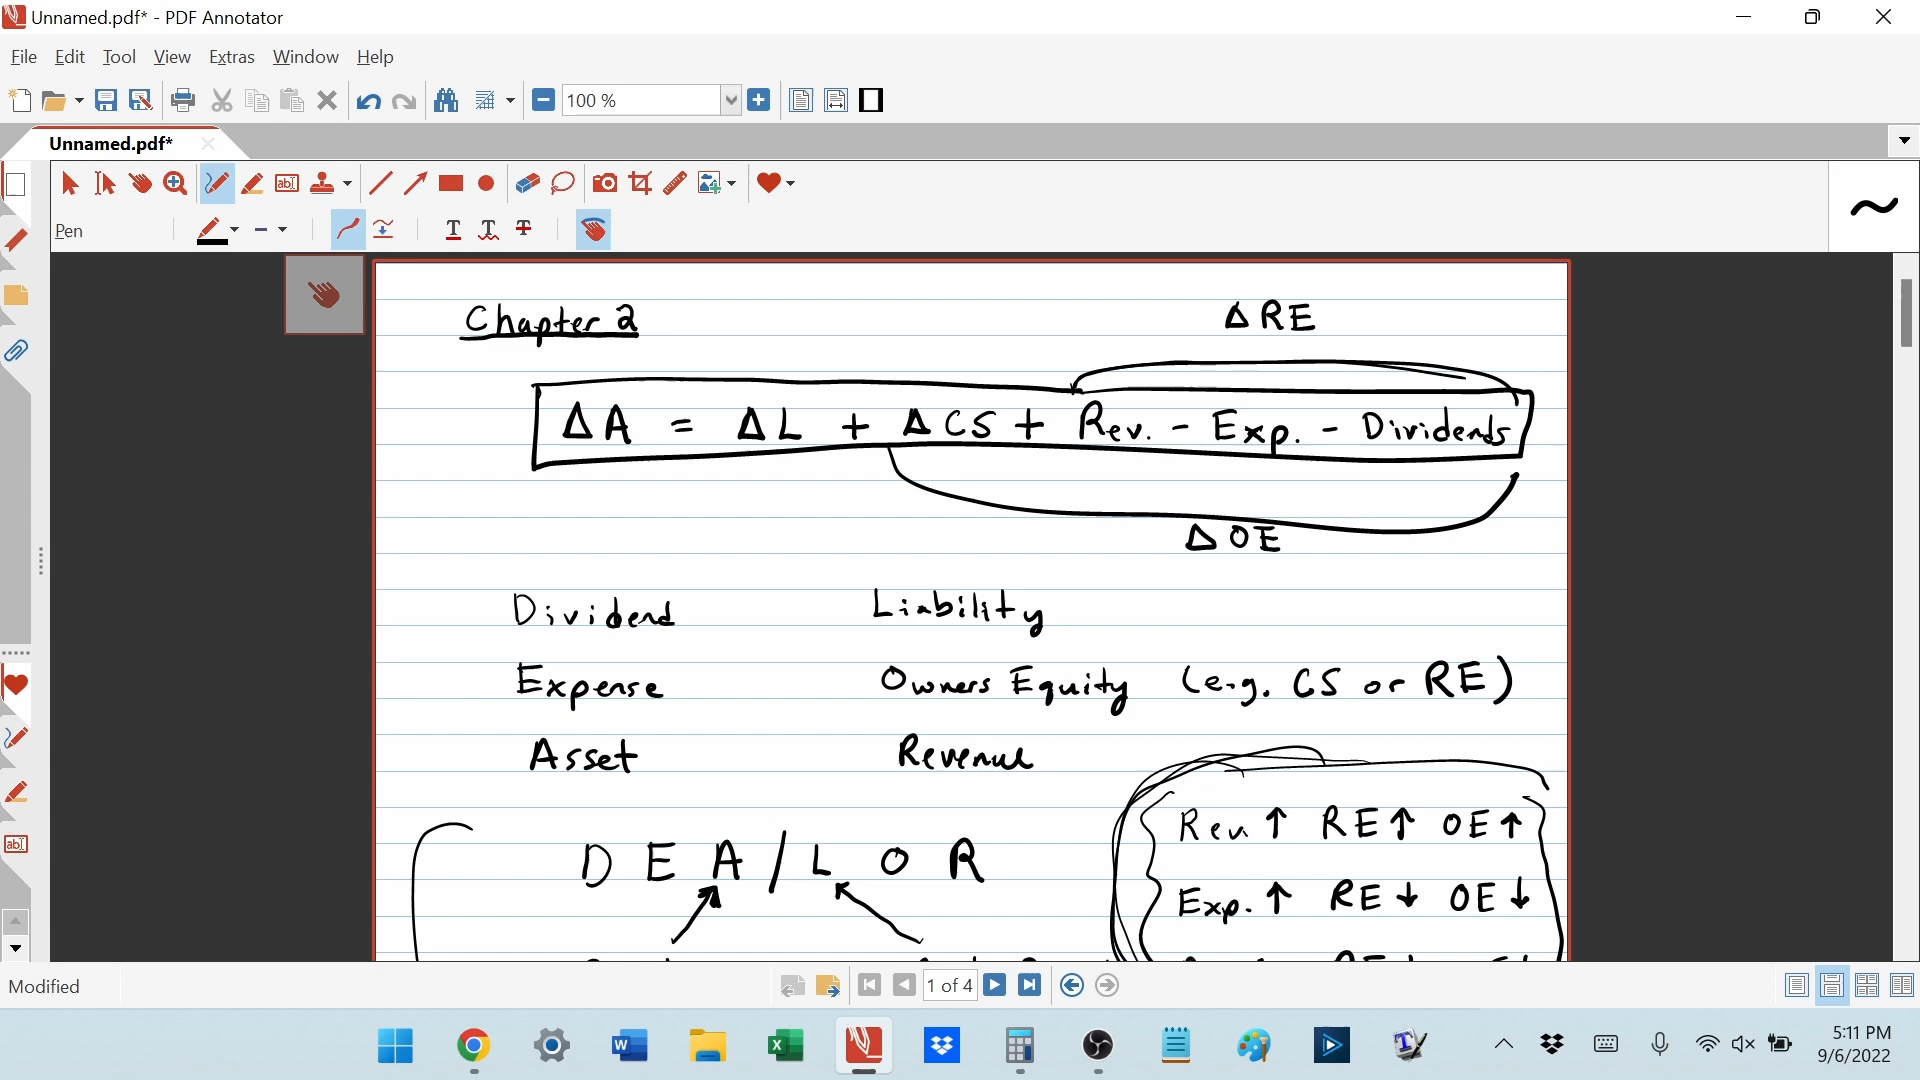 Unnamed.pdf* - PDF Annotator
File Edit Tool View Extras Window Help
100 %
Unnamed.pdf*
Pen
Chapter 2
Δ RE
ΔA = ΔL + ΔCS + Rev. - Exp. - Dividends
Δ OE
Dividend Liability
Expense Owners Equity (e.g. CS or RE)
Asset Revenue
Rev. ↑ RE ↑ OE ↑
D E A / L O R
Exp. ↑ RE ↓ OE ↓
Modified
1 of 4
5:11 PM
9/6/2022